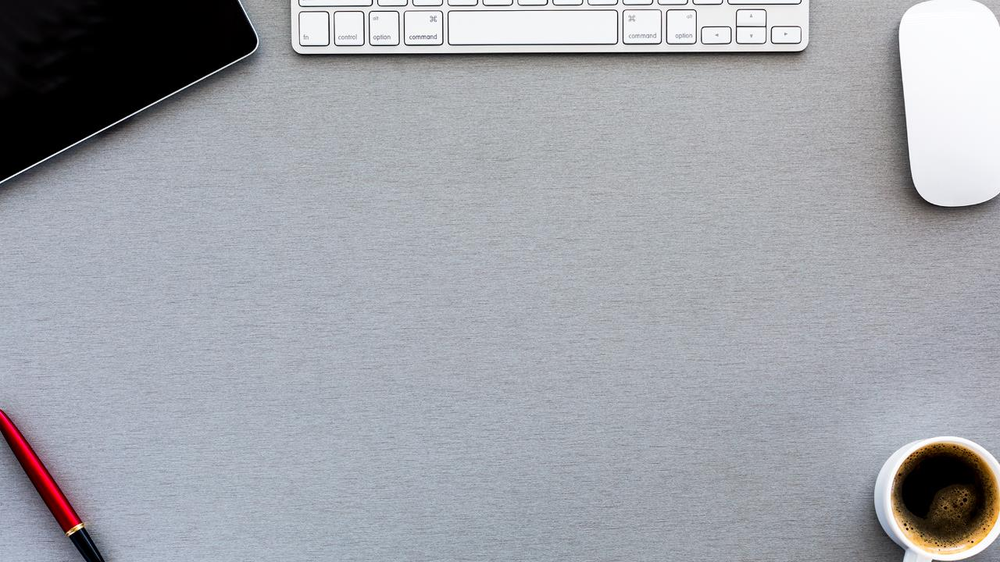 alt ⌘ ⌘ alt
fn control option command command option